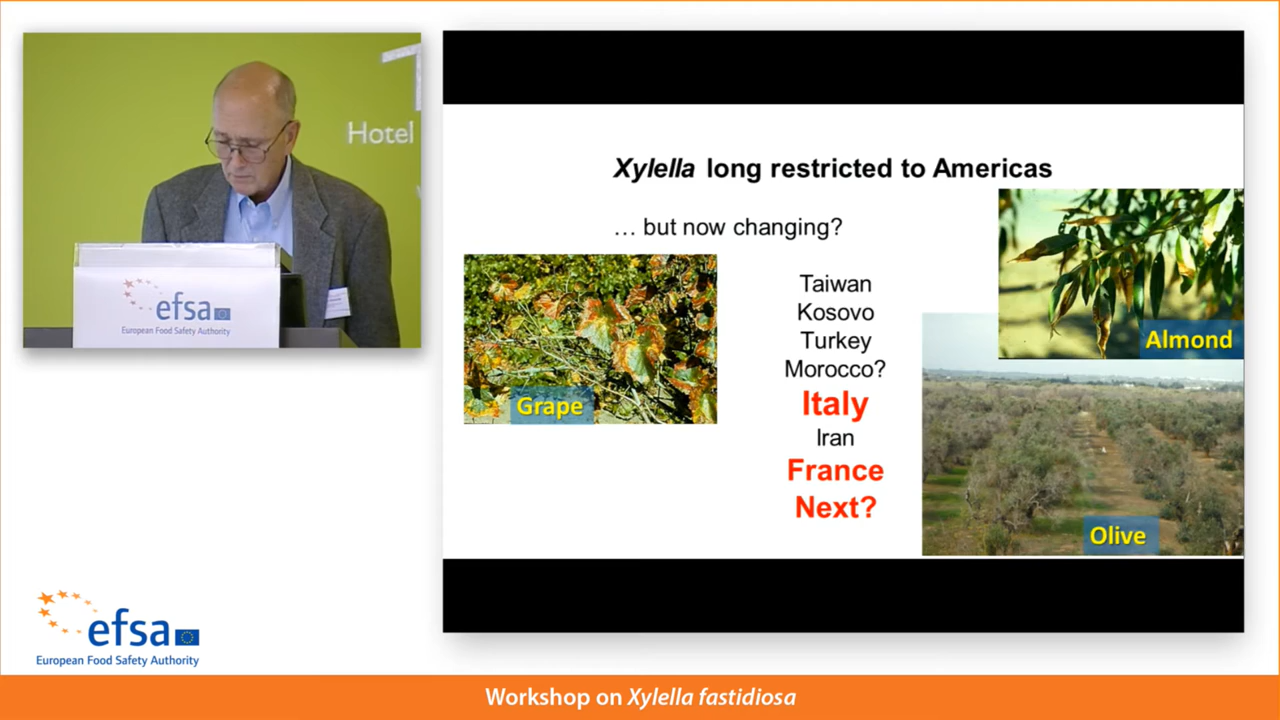 Hotel
efsa
European Food Safety Authority
Xylella long restricted to Americas
… but now changing?
Taiwan
Kosovo
Turkey
Morocco?
Italy
Iran
France
Next?
Grape
Almond
Olive
efsa
European Food Safety Authority
Workshop on Xylella fastidiosa